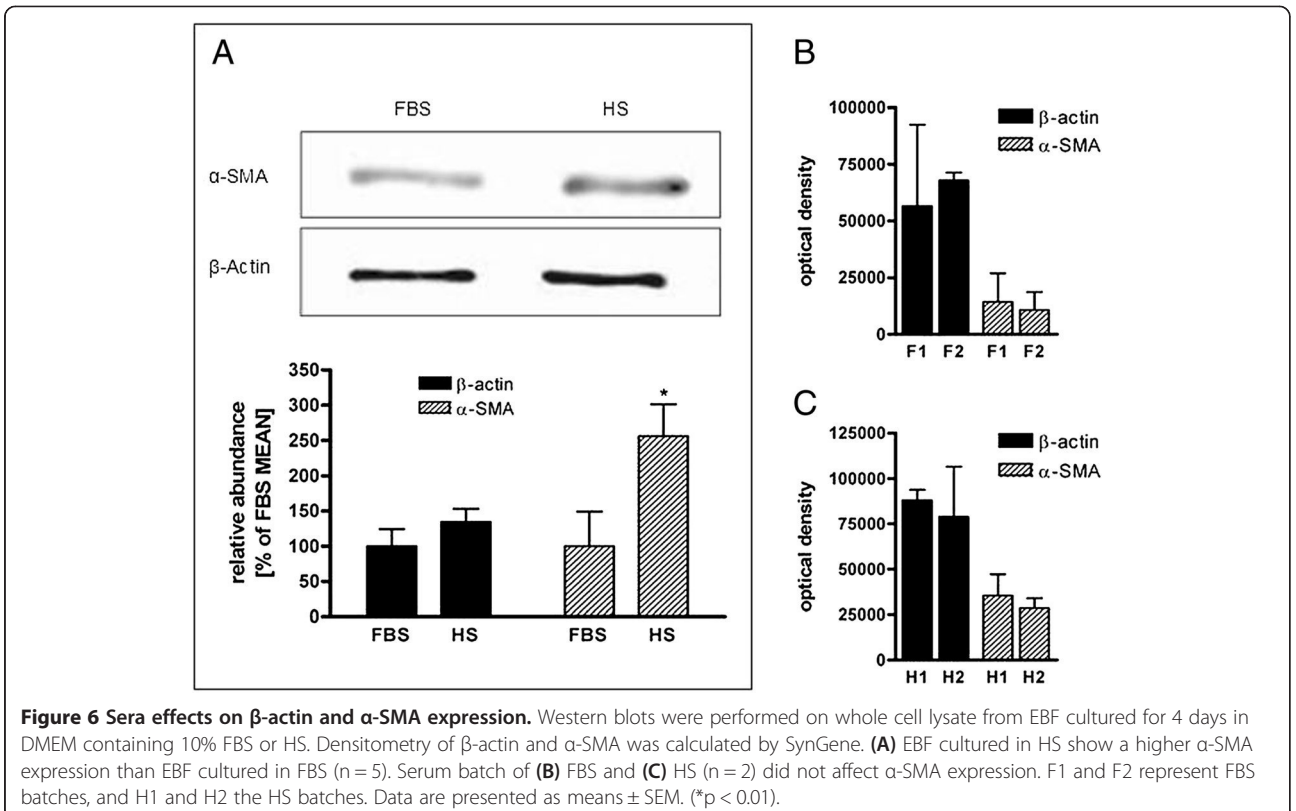 A
FBS HS
α-SMA
β-Actin
350
300
250
200
150
100
50
0
relative abundance
[% of FBS MEAN]
β-actin
α-SMA
*
FBS HS FBS HS
B
100000
75000
50000
25000
0
optical density
β-actin
α-SMA
F1 F2 F1 F2
C
125000
100000
75000
50000
25000
0
optical density
β-actin
α-SMA
H1 H2 H1 H2
Figure 6 Sera effects on β-actin and α-SMA expression. Western blots were performed on whole cell lysate from EBF cultured for 4 days in
DMEM containing 10% FBS or HS. Densitometry of β-actin and α-SMA was calculated by SynGene. (A) EBF cultured in HS show a higher α-SMA
expression than EBF cultured in FBS (n = 5). Serum batch of (B) FBS and (C) HS (n = 2) did not affect α-SMA expression. F1 and F2 represent FBS
batches, and H1 and H2 the HS batches. Data are presented as means ± SEM. (*p < 0.01).